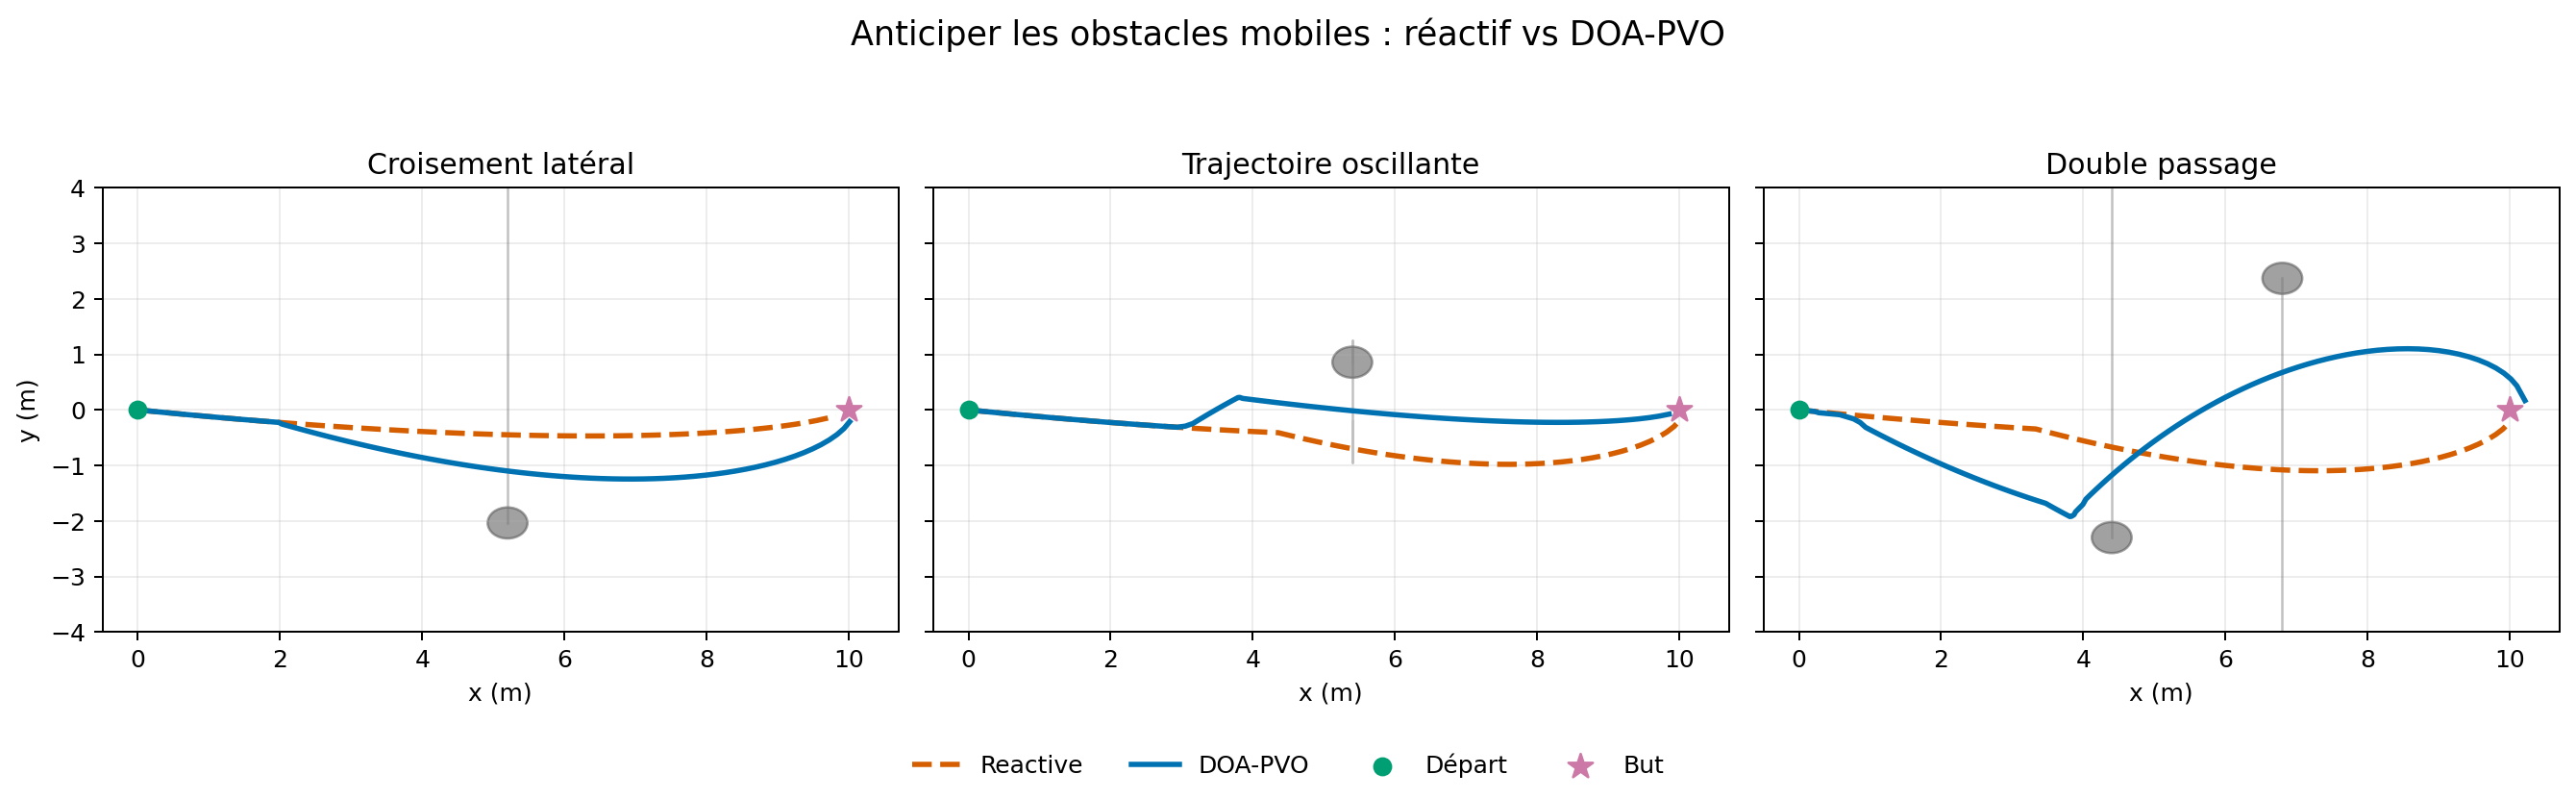 Anticiper les obstacles mobiles : réactif vs DOA-PVO
Croisement latéral
Trajectoire oscillante
Double passage
y (m)
4
3
2
1
0
−1
−2
−3
−4
0 2 4 6 8 10
0 2 4 6 8 10
0 2 4 6 8 10
x (m)
x (m)
x (m)
Reactive DOA-PVO Départ But